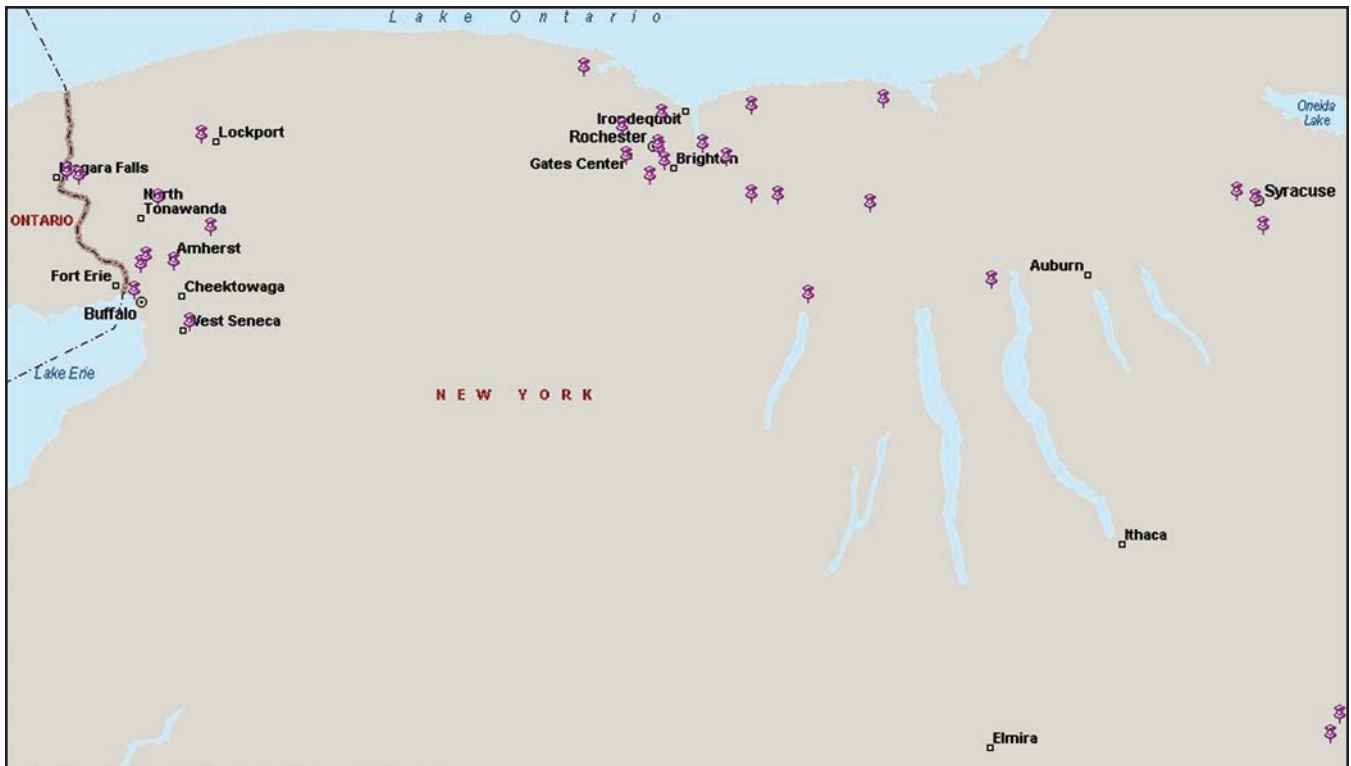 Lake Ontario
Irondequoit
Lockport
Rochester
Gates Center
Brighton
Niagara Falls
North
Tonawanda
ONTARIO
Amherst
Fort Erie
Cheektowaga
Buffalo
West Seneca
Lake Erie
NEW YORK
Oneida
Lake
Syracuse
Auburn
Ithaca
Elmira